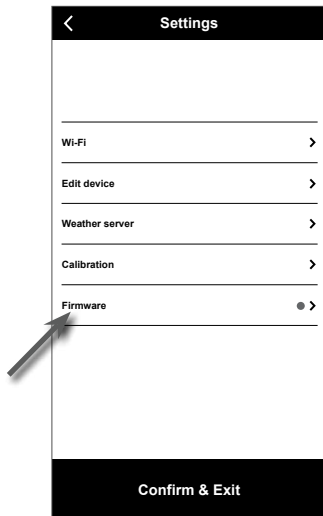 Settings
Wi-Fi
Edit device
Weather server
Calibration
Firmware
Confirm & Exit